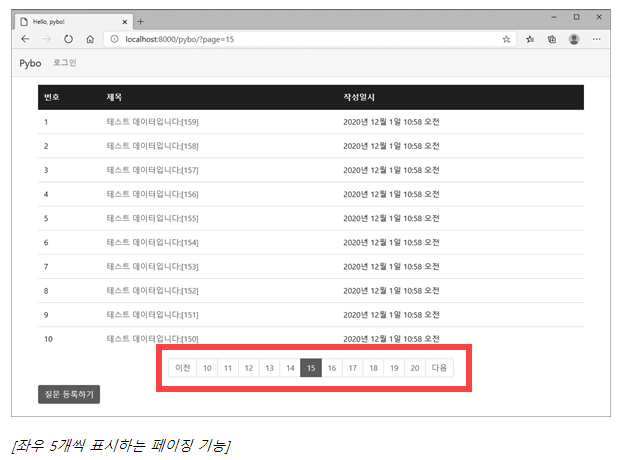 Hello, pybo!
localhost:8000/pybo/?page=15
Pybo 로그인
번호 제목 작성일시
1 테스트 데이터입니다:[159] 2020년 12월 1일 10:58 오전
2 테스트 데이터입니다:[158] 2020년 12월 1일 10:58 오전
3 테스트 데이터입니다:[157] 2020년 12월 1일 10:58 오전
4 테스트 데이터입니다:[156] 2020년 12월 1일 10:58 오전
5 테스트 데이터입니다:[155] 2020년 12월 1일 10:58 오전
6 테스트 데이터입니다:[154] 2020년 12월 1일 10:58 오전
7 테스트 데이터입니다:[153] 2020년 12월 1일 10:58 오전
8 테스트 데이터입니다:[152] 2020년 12월 1일 10:58 오전
9 테스트 데이터입니다:[151] 2020년 12월 1일 10:58 오전
10 테스트 데이터입니다:[150] 2020년 12월 1일 10:58 오전
이전 10 11 12 13 14 15 16 17 18 19 20 다음
질문 등록하기
[좌우 5개씩 표시하는 페이징 기능]